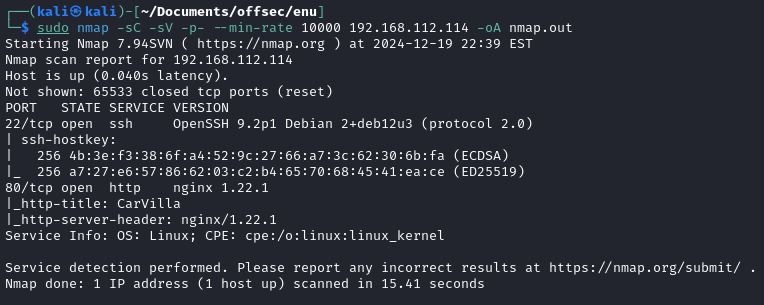 ┌──(kali㉿kali)-[~/Documents/offsec/enu]
└─$ sudo nmap -sC -sV -p- --min-rate 10000 192.168.112.114 -oA nmap.out
Starting Nmap 7.94SVN ( https://nmap.org ) at 2024-12-19 22:39 EST
Nmap scan report for 192.168.112.114
Host is up (0.040s latency).
Not shown: 65533 closed tcp ports (reset)
PORT   STATE SERVICE VERSION
22/tcp open  ssh     OpenSSH 9.2p1 Debian 2+deb12u3 (protocol 2.0)
| ssh-hostkey:
|   256 4b:3e:f3:38:6f:a4:52:9c:27:66:a7:3c:62:30:6b:fa (ECDSA)
|_  256 a7:27:e6:57:86:62:03:c2:b4:65:70:68:45:41:ea:ce (ED25519)
80/tcp open  http    nginx 1.22.1
|_http-title: CarVilla
|_http-server-header: nginx/1.22.1
Service Info: OS: Linux; CPE: cpe:/o:linux:linux_kernel

Service detection performed. Please report any incorrect results at https://nmap.org/submit/ .
Nmap done: 1 IP address (1 host up) scanned in 15.41 seconds